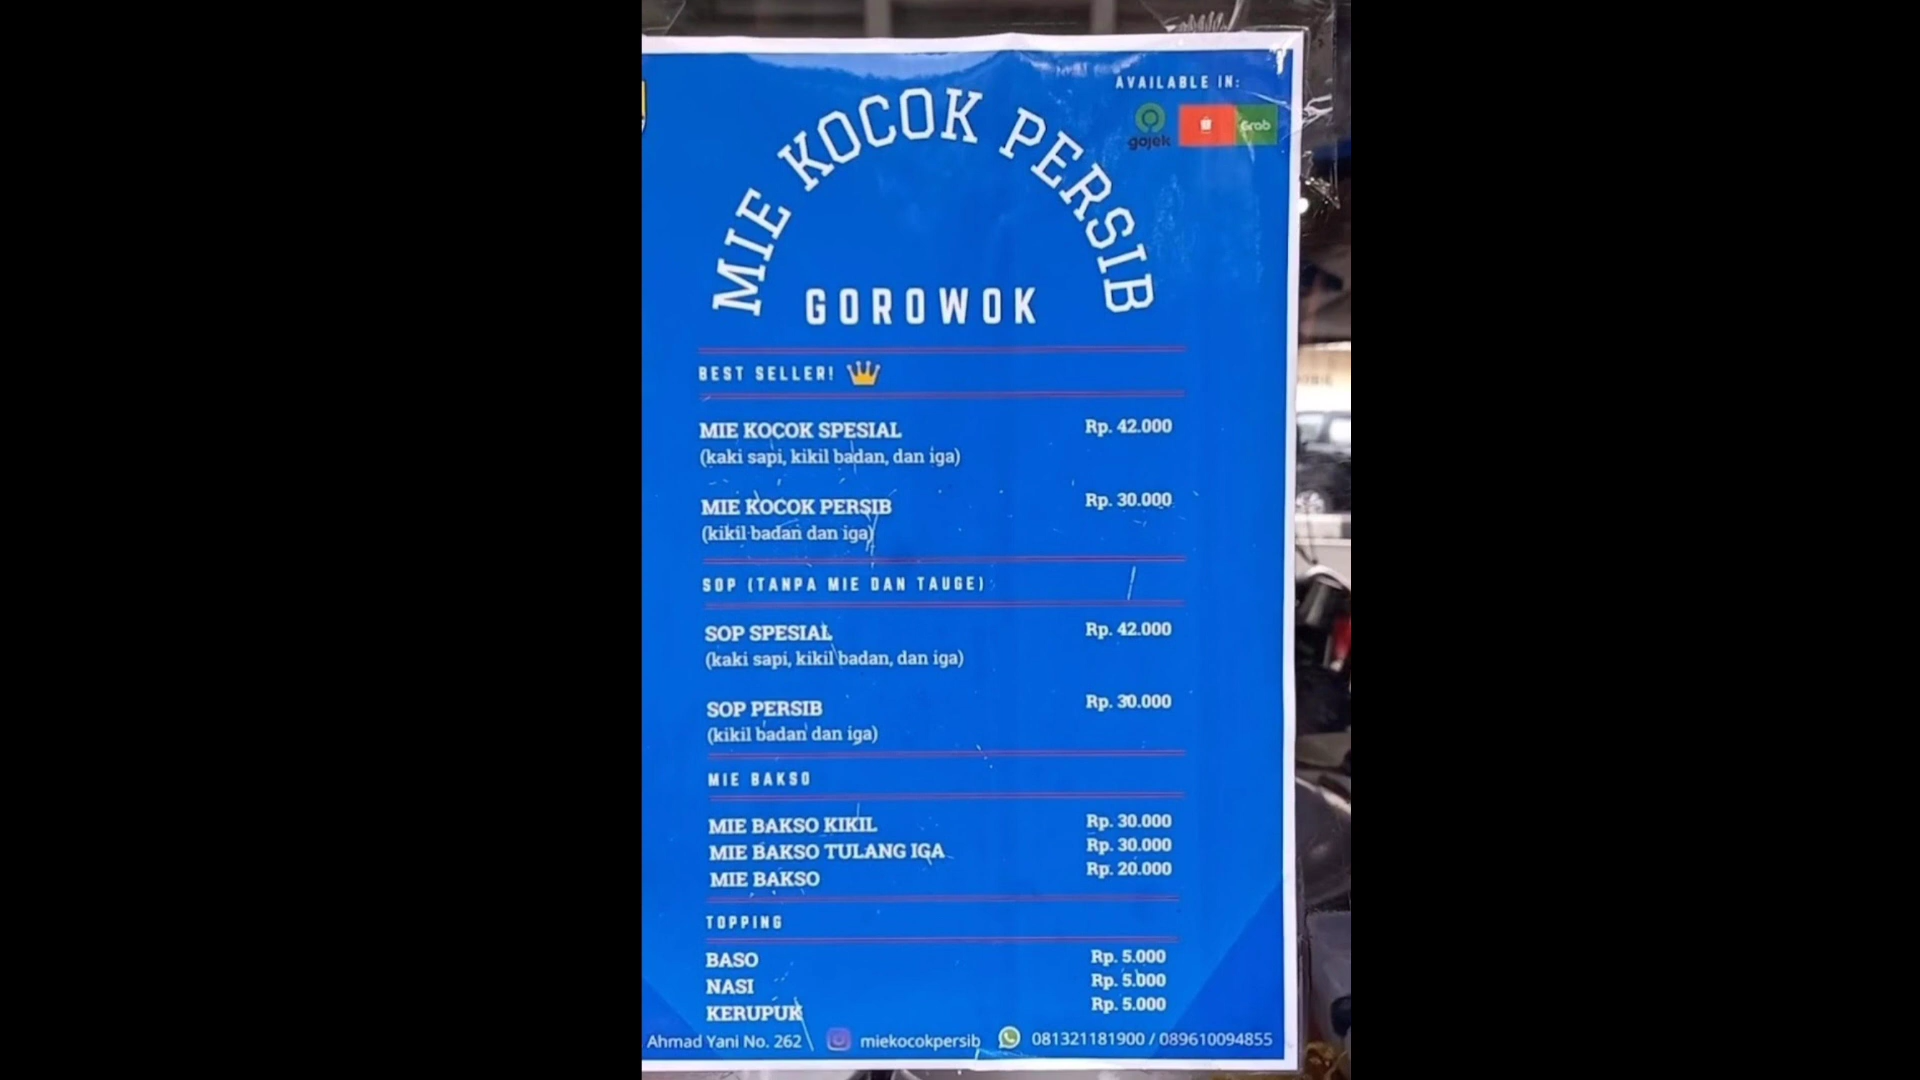 AVAILABLE IN:
gojek
Grab
MIE KOCOK PERSIB
GOROWOK
BEST SELLER!
MIE KOCOK SPESIAL Rp. 42.000
(kaki sapi, kikil badan, dan iga)
MIE KOCOK PERSIB Rp. 30.000
(kikil badan dan iga)
SOP (TANPA MIE DAN TAUGE)
SOP SPESIAL Rp. 42.000
(kaki sapi, kikil badan, dan iga)
SOP PERSIB Rp. 30.000
(kikil badan dan iga)
MIE BAKSO
MIE BAKSO KIKIL Rp. 30.000
MIE BAKSO TULANG IGA Rp. 30.000
MIE BAKSO Rp. 20.000
TOPPING
BASO Rp. 5.000
NASI Rp. 5.000
KERUPUK Rp. 5.000
Ahmad Yani No. 262 miekocokpersib 081321181900 / 089610094855